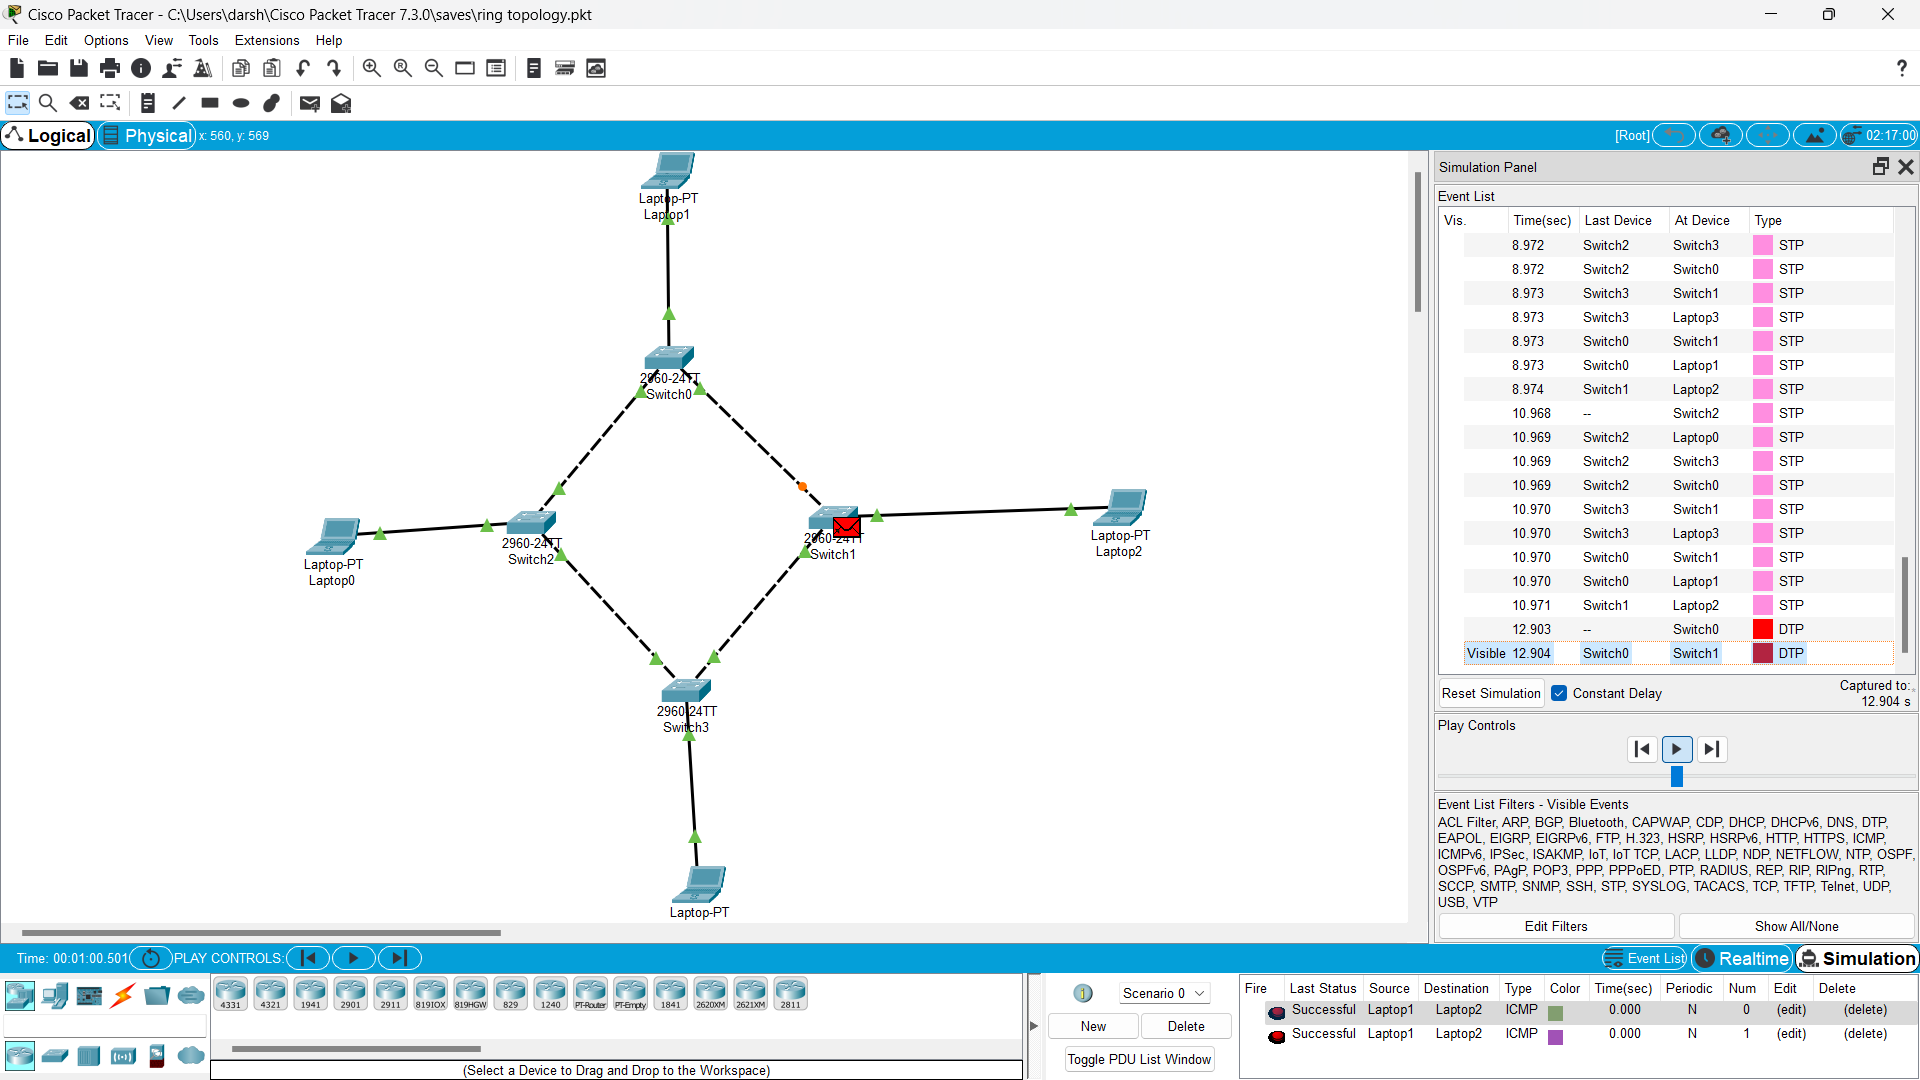 Cisco Packet Tracer - C:\Users\darsh\Cisco Packet Tracer 7.3.0\saves\ring topology.pkt
File Edit Options View Tools Extensions Help
?
Logical Physical x: 560, y: 569 [Root] 02:17:00
Simulation Panel
Event List
Vis. Time(sec) Last Device At Device Type
8.972 Switch2 Switch3 STP
8.972 Switch2 Switch0 STP
8.973 Switch3 Switch1 STP
8.973 Switch3 Laptop3 STP
8.973 Switch0 Switch1 STP
8.973 Switch0 Laptop1 STP
8.974 Switch1 Laptop2 STP
10.968 -- Switch2 STP
10.969 Switch2 Laptop0 STP
10.969 Switch2 Switch3 STP
10.969 Switch2 Switch0 STP
10.970 Switch3 Switch1 STP
10.970 Switch3 Laptop3 STP
10.970 Switch0 Switch1 STP
10.970 Switch0 Laptop1 STP
10.971 Switch1 Laptop2 STP
12.903 -- Switch0 DTP
Visible 12.904 Switch0 Switch1 DTP
Reset Simulation Constant Delay Captured to:
12.904 s
Play Controls
Event List Filters - Visible Events
ACL Filter, ARP, BGP, Bluetooth, CAPWAP, CDP, DHCP, DHCPv6, DNS, DTP,
EAPOL, EIGRP, EIGRPv6, FTP, H.323, HSRP, HSRPv6, HTTP, HTTPS, ICMP,
ICMPv6, IPSec, ISAKMP, IoT, IoT TCP, LACP, LLDP, NDP, NETFLOW, NTP, OSPF,
OSPFv6, PAgP, POP3, PPP, PPPoED, PTP, RADIUS, REP, RIP, RIPng, RTP,
SCCP, SMTP, SNMP, SSH, STP, SYSLOG, TACACS, TCP, TFTP, Telnet, UDP,
USB, VTP
Edit Filters Show All/None
Laptop-PT
Laptop1
2960-24TT
Switch0
Laptop-PT
Laptop0
2960-24TT
Switch2
2960-24TT
Switch1
Laptop-PT
Laptop2
2960-24TT
Switch3
Laptop-PT
Time: 00:01:00.501 PLAY CONTROLS: Event List Realtime Simulation
4331 4321 1941 2901 2911 819IOX 819HGW 829 1240 PT-Router PT-Empty 1841 2620XM 2621XM 2811
(Select a Device to Drag and Drop to the Workspace)
Scenario 0
New Delete
Toggle PDU List Window
Fire Last Status Source Destination Type Color Time(sec) Periodic Num Edit Delete
Successful Laptop1 Laptop2 ICMP 0.000 N 0 (edit) (delete)
Successful Laptop1 Laptop2 ICMP 0.000 N 1 (edit) (delete)